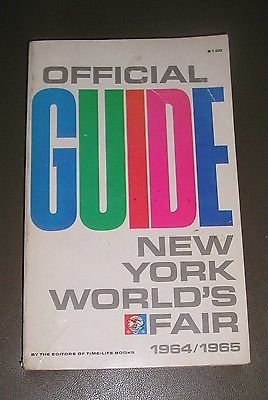 $1.00
OFFICIAL
GUIDE
NEW
YORK
WORLD'S
FAIR
1964/1965
BY THE EDITORS OF TIME-LIFE BOOKS